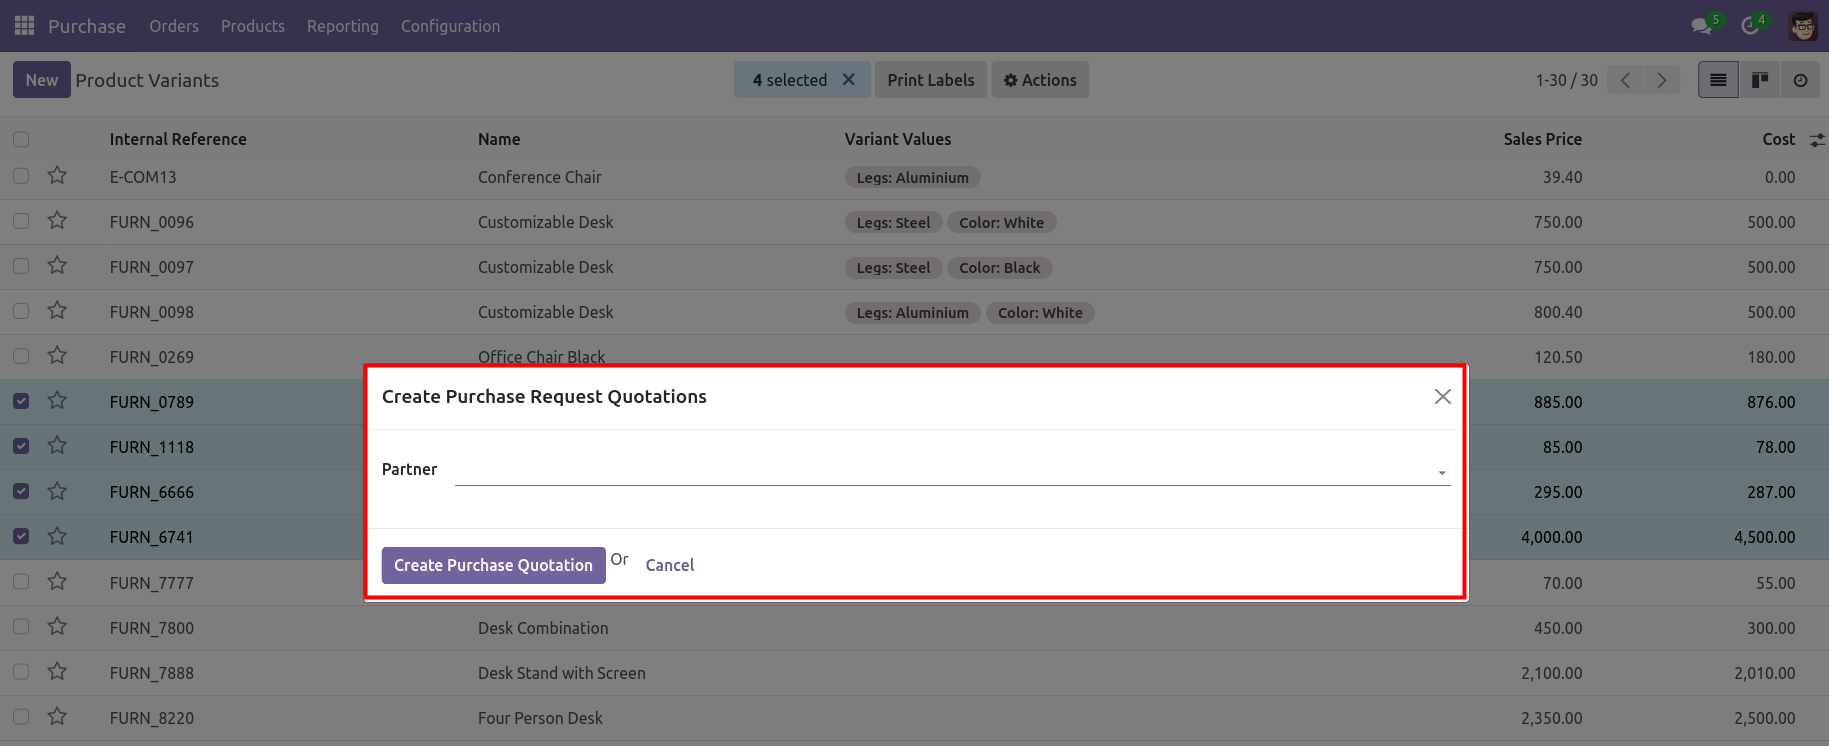 Purchase Orders Products Reporting Configuration 5 4
New Product Variants 4 selected Print Labels Actions 1-30 / 30
Internal Reference Name Variant Values Sales Price Cost
E-COM13 Conference Chair Legs: Aluminium 39.40 0.00
FURN_0096 Customizable Desk Legs: Steel Color: White 750.00 500.00
FURN_0097 Customizable Desk Legs: Steel Color: Black 750.00 500.00
FURN_0098 Customizable Desk Legs: Aluminium Color: White 800.40 500.00
FURN_0269 Office Chair Black 120.50 180.00
FURN_0789 885.00 876.00
FURN_1118 85.00 78.00
FURN_6666 295.00 287.00
FURN_6741 4,000.00 4,500.00
FURN_7777 70.00 55.00
FURN_7800 Desk Combination 450.00 300.00
FURN_7888 Desk Stand with Screen 2,100.00 2,010.00
FURN_8220 Four Person Desk 2,350.00 2,500.00
Create Purchase Request Quotations
Partner
Create Purchase Quotation Or Cancel